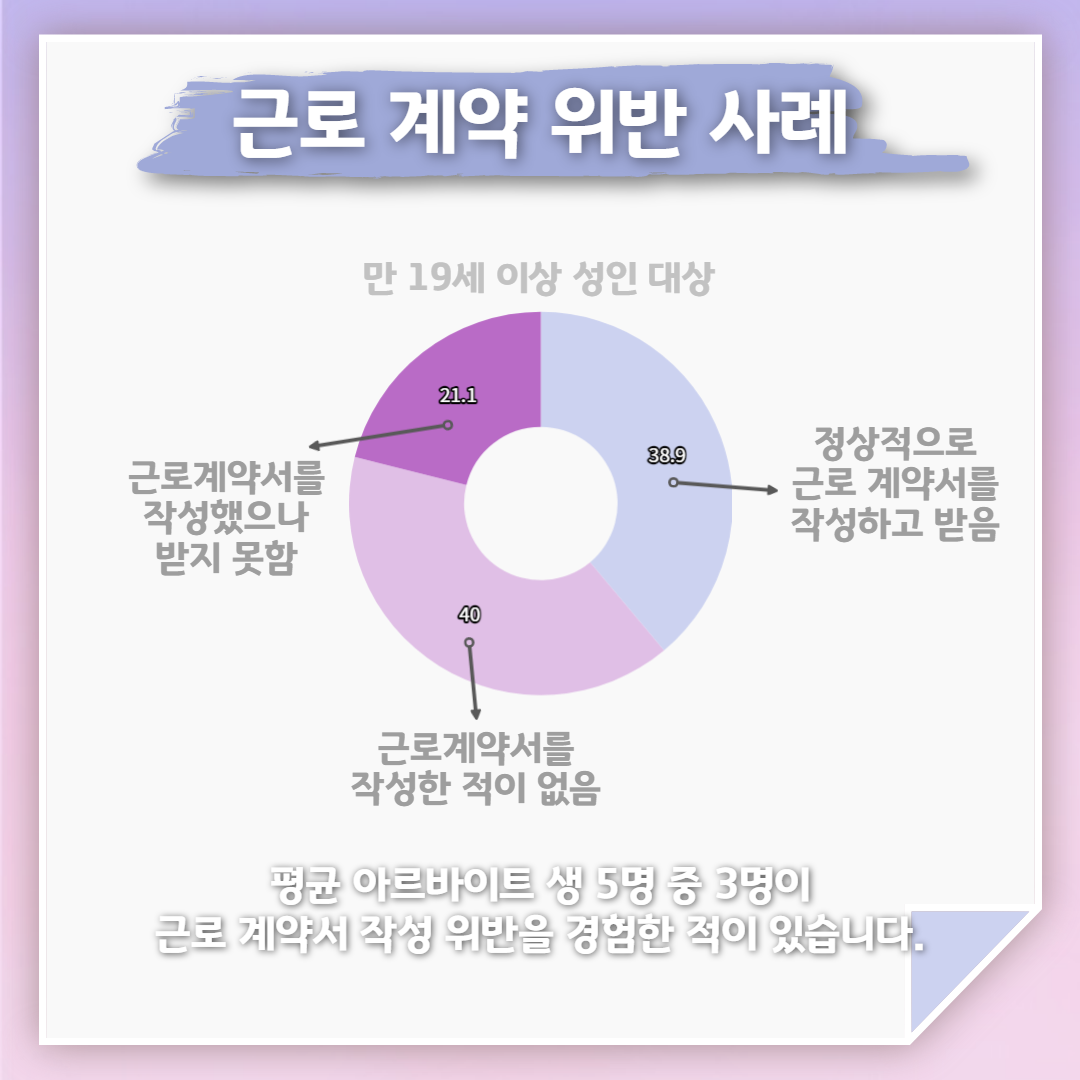 근로 계약 위반 사례
만 19세 이상 성인 대상
21.1
38.9
정상적으로
근로 계약서를
작성하고 받음
근로계약서를
작성했으나
받지 못함
40
근로계약서를
작성한 적이 없음
평균 아르바이트 생 5명 중 3명이
근로 계약서 작성 위반을 경험한 적이 있습니다.